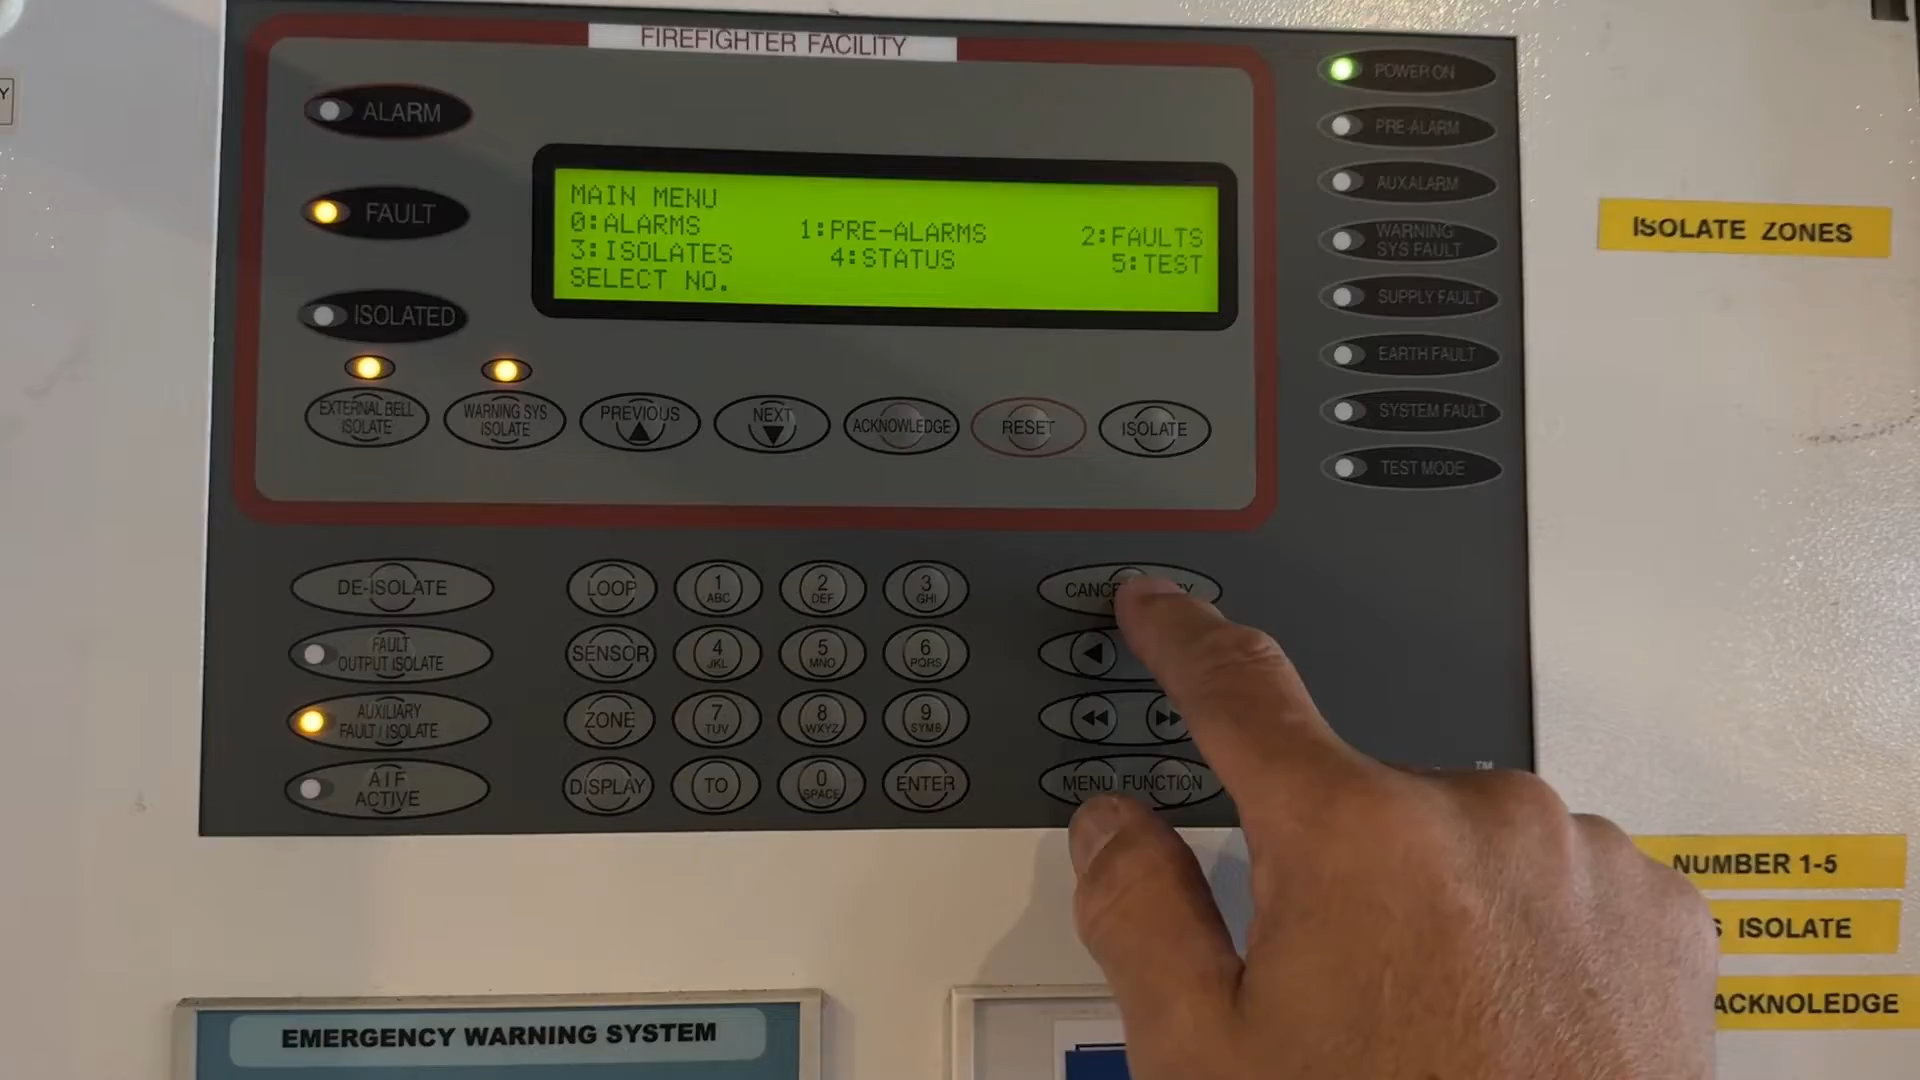 FIREFIGHTER FACILITY
Y
ALARM
FAULT
ISOLATED
MAIN MENU
0:ALARMS 1:PRE-ALARMS 2:FAULTS
3:ISOLATES 4:STATUS 5:TEST
SELECT NO.
EXTERNAL BELL
ISOLATE
WARNING SYS
ISOLATE
PREVIOUS
NEXT
ACKNOWLEDGE
RESET
ISOLATE
POWER ON
PRE-ALARM
AUX ALARM
WARNING
SYS FAULT
SUPPLY FAULT
EARTH FAULT
SYSTEM FAULT
TEST MODE
ISOLATE ZONES
DE-ISOLATE
FAULT
OUTPUT ISOLATE
AUXILIARY
FAULT / ISOLATE
A I F
ACTIVE
LOOP
1
ABC
2
DEF
3
GHI
SENSOR
4
JKL
5
MNO
6
PQRS
ZONE
7
TUV
8
WXYZ
9
SYMB
DISPLAY
TO
0
SPACE
ENTER
MENU FUNCTION
TM
NUMBER 1-5
S ISOLATE
ACKNOLEDGE
EMERGENCY WARNING SYSTEM